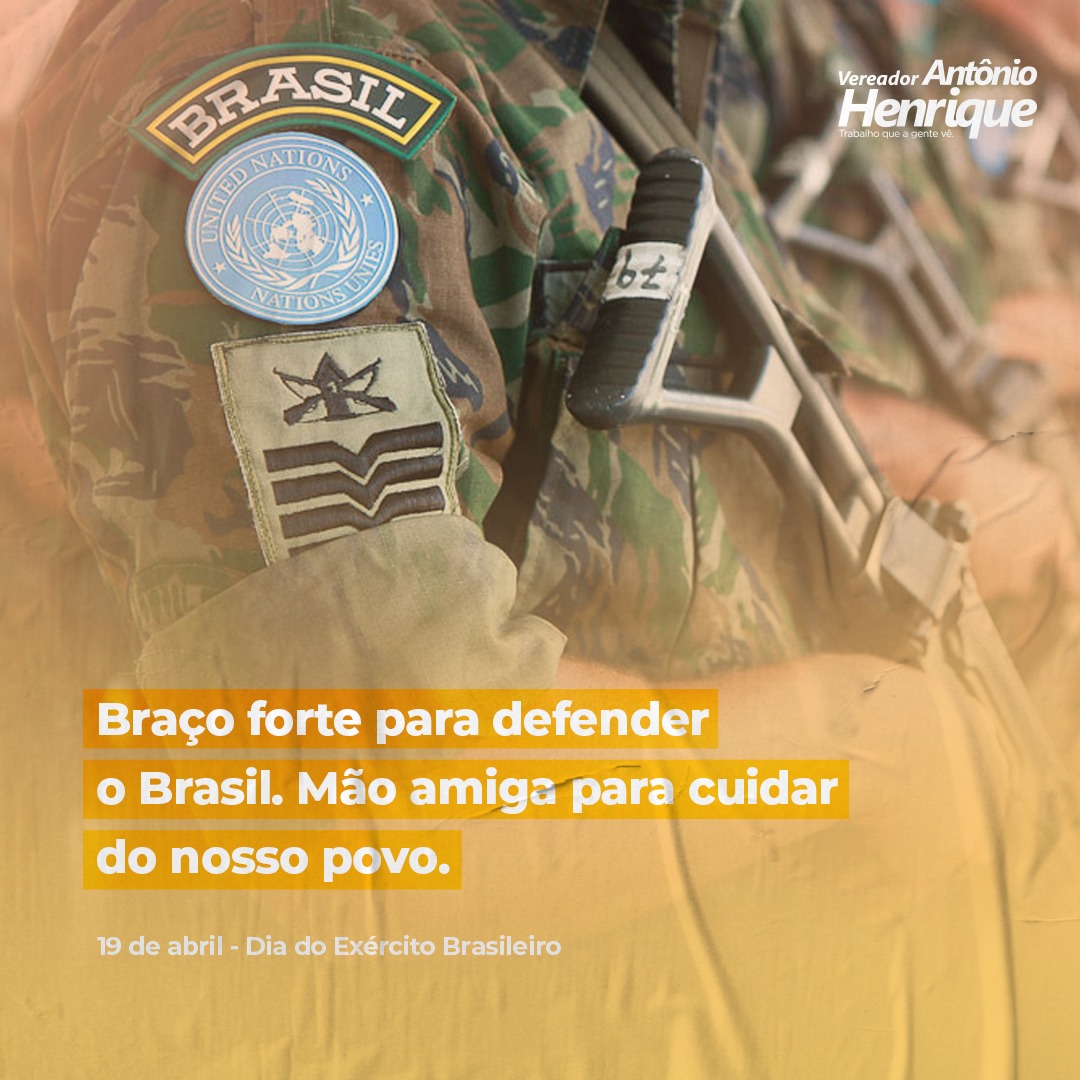 BRASIL
UNITED NATIONS
NATIONS UNIES
Vereador Antônio
Henrique
Trabalho que a gente vê.
Braço forte para defender
o Brasil. Mão amiga para cuidar
do nosso povo.
19 de abril - Dia do Exército Brasileiro